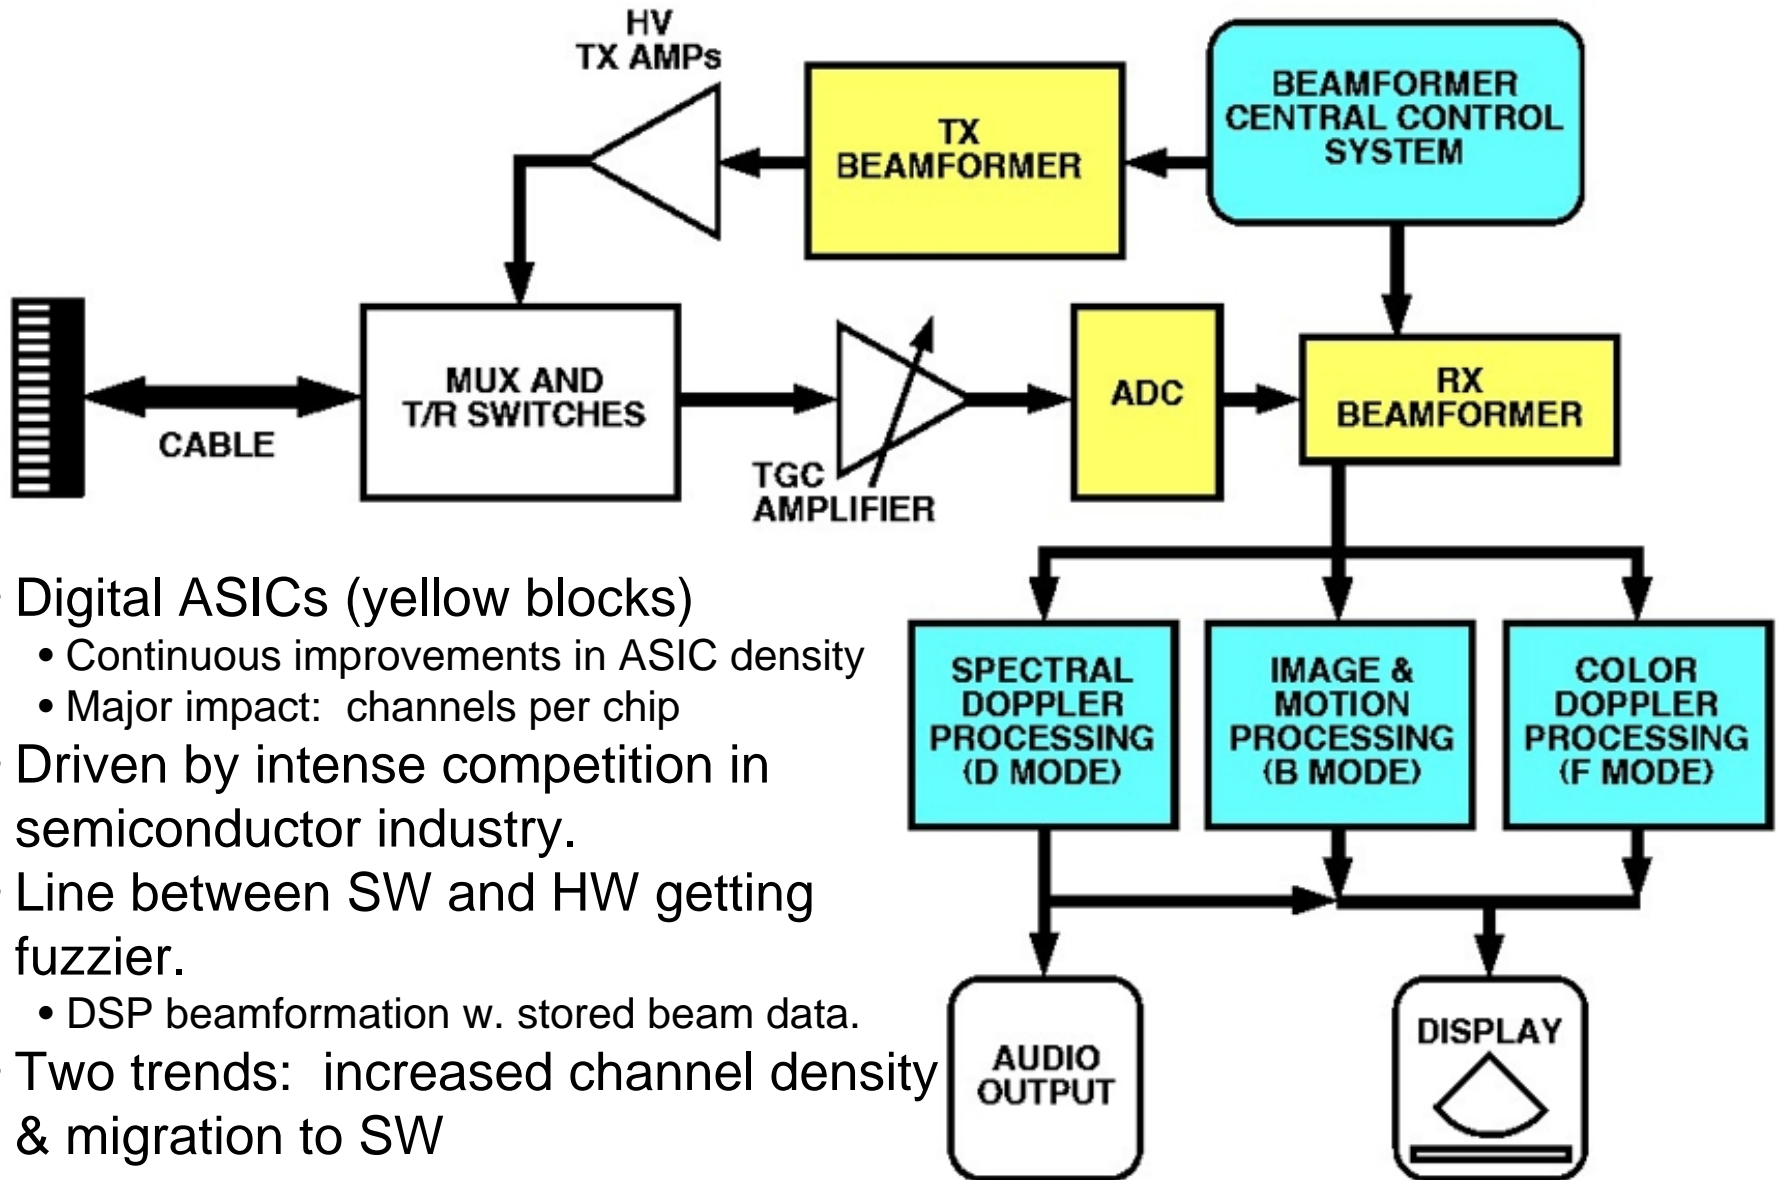 HV
TX AMPs
TX
BEAMFORMER
BEAMFORMER
CENTRAL CONTROL
SYSTEM
CABLE
MUX AND
T/R SWITCHES
TGC
AMPLIFIER
ADC
RX
BEAMFORMER
Digital ASICs (yellow blocks)
• Continuous improvements in ASIC density
• Major impact: channels per chip
Driven by intense competition in
semiconductor industry.
Line between SW and HW getting
fuzzier.
• DSP beamformation w. stored beam data.
Two trends: increased channel density
& migration to SW
SPECTRAL
DOPPLER
PROCESSING
(D MODE)
IMAGE &
MOTION
PROCESSING
(B MODE)
COLOR
DOPPLER
PROCESSING
(F MODE)
AUDIO
OUTPUT
DISPLAY